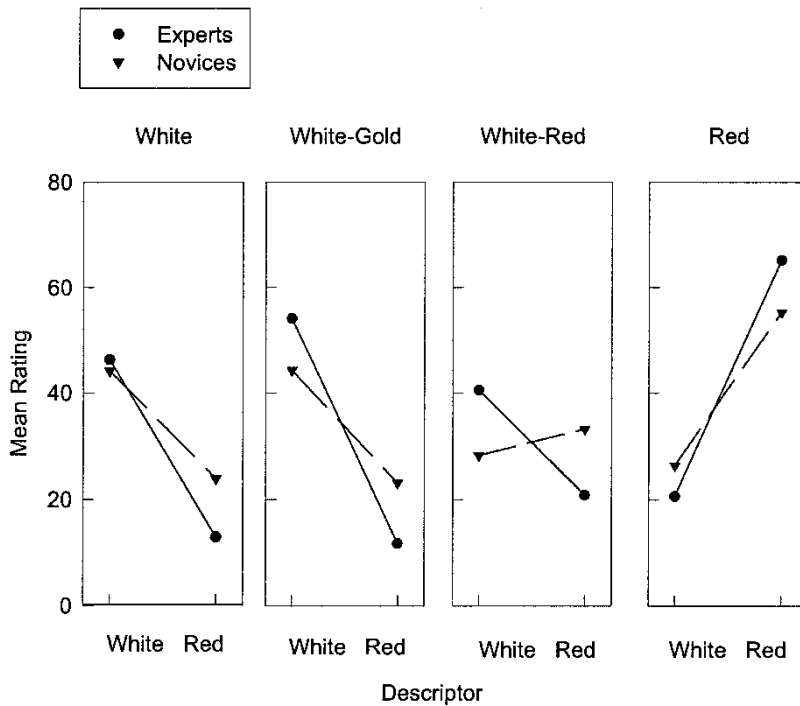 Experts
Novices
White White-Gold White-Red Red
80
60
40
20
0
Mean Rating
White Red White Red White Red White Red
Descriptor